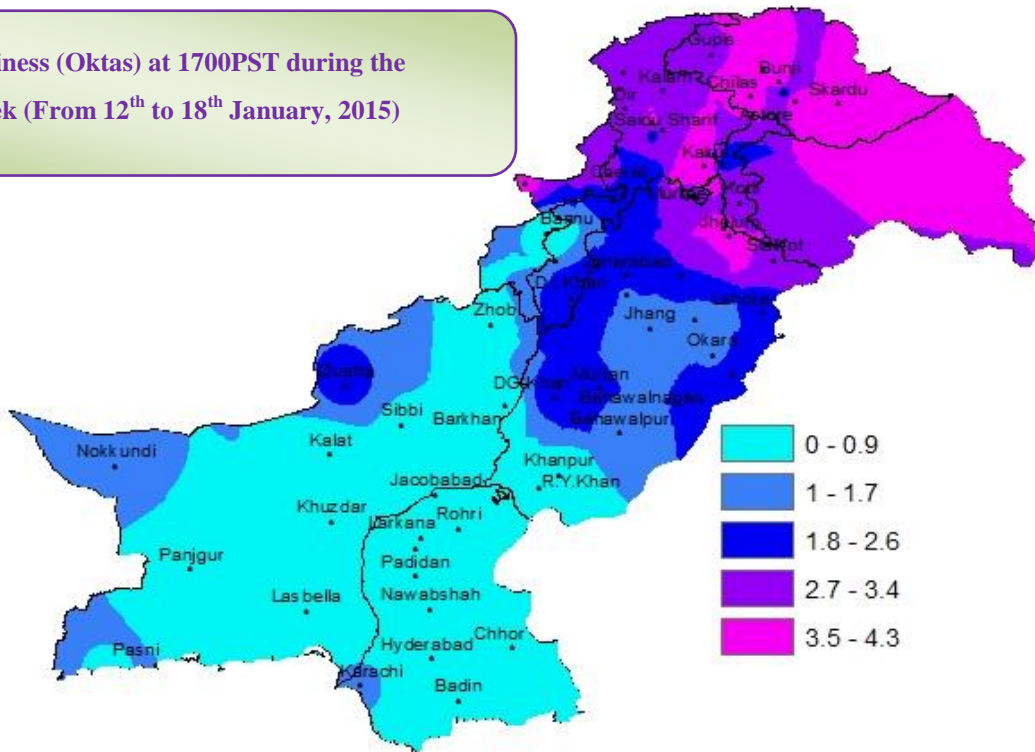 iness (Oktas) at 1700PST during the
ek (From 12th to 18th January, 2015)
Gupis
Bunji
Kalam
Chilas
Skardu
Dir
Astore
Saidu Sharif
Kakul
Cherat
Kotli
Bannu
Jhelum
Sialkot
D.I.Khan
Lahore
Zhob
Jhang
Okara
Quetta
DG Khan
Multan
Bahawalnagar
Sibbi
Barkhan
Bahawalpur
Kalat
Nokkundi
Khanpur
Jacobabad
R.Y.Khan
Khuzdar
Rohri
Larkana
Panjgur
Padidan
Lasbella
Nawabshah
Chhor
Pasni
Hyderabad
Karachi
Badin
0 - 0.9
1 - 1.7
1.8 - 2.6
2.7 - 3.4
3.5 - 4.3